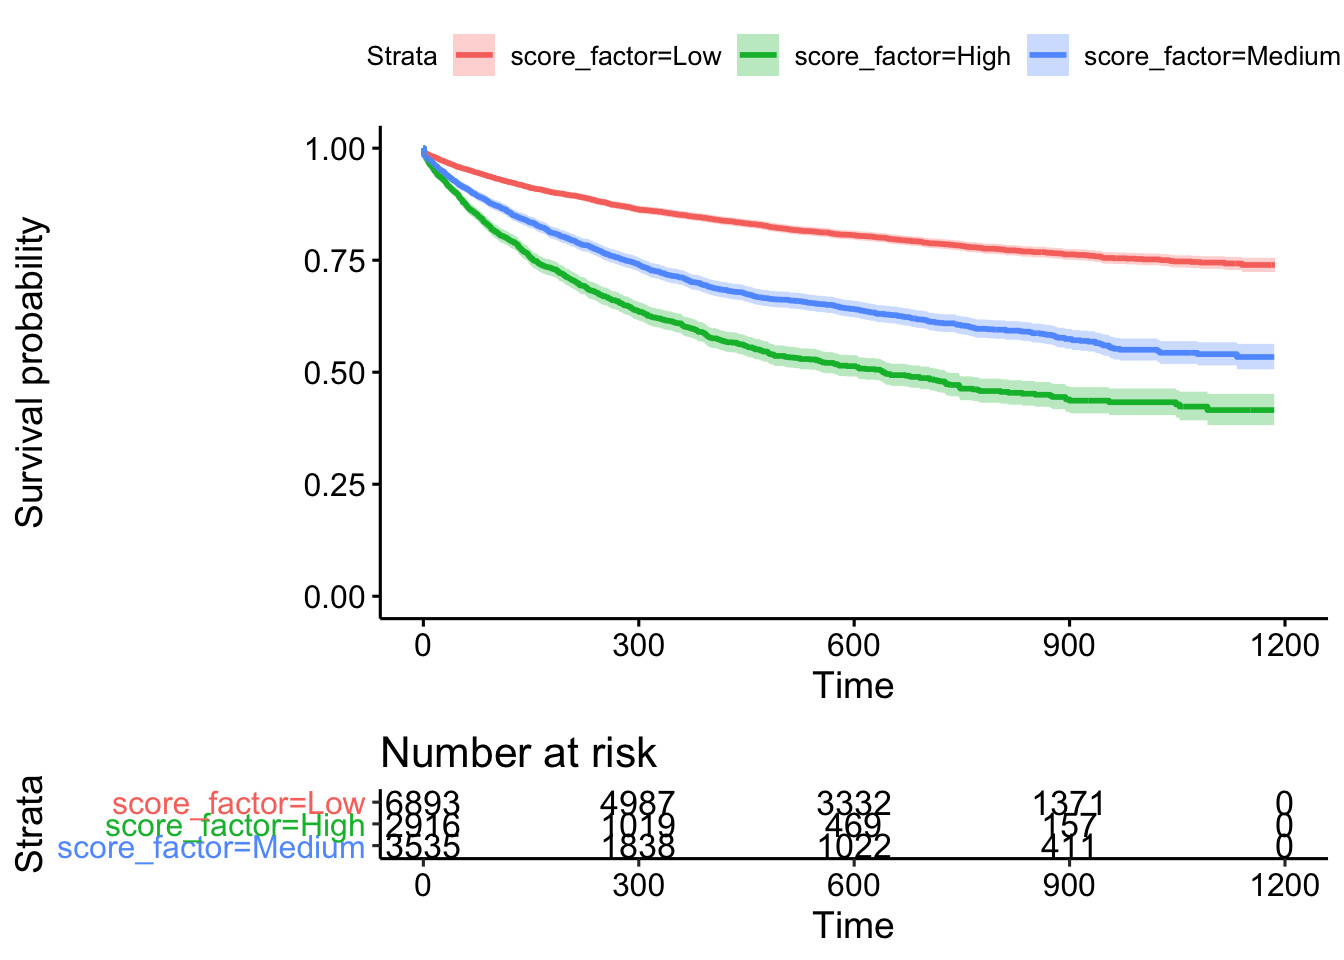 Strata score_factor=Low score_factor=High score_factor=Medium
Survival probability
1.00
0.75
0.50
0.25
0.00
0 300 600 900 1200
Time
Number at risk
Strata
score_factor=Low 6893 4987 3332 1371 0
score_factor=High 2916 1019 469 157 0
score_factor=Medium 3535 1838 1022 411 0
0 300 600 900 1200
Time